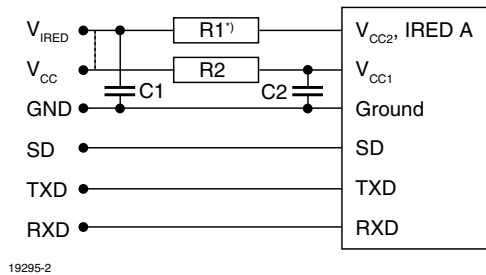 V_IRED R1*) V_CC2, IRED A
V_CC R2 V_CC1
C1 C2
GND Ground
SD SD
TXD TXD
RXD RXD
19295-2